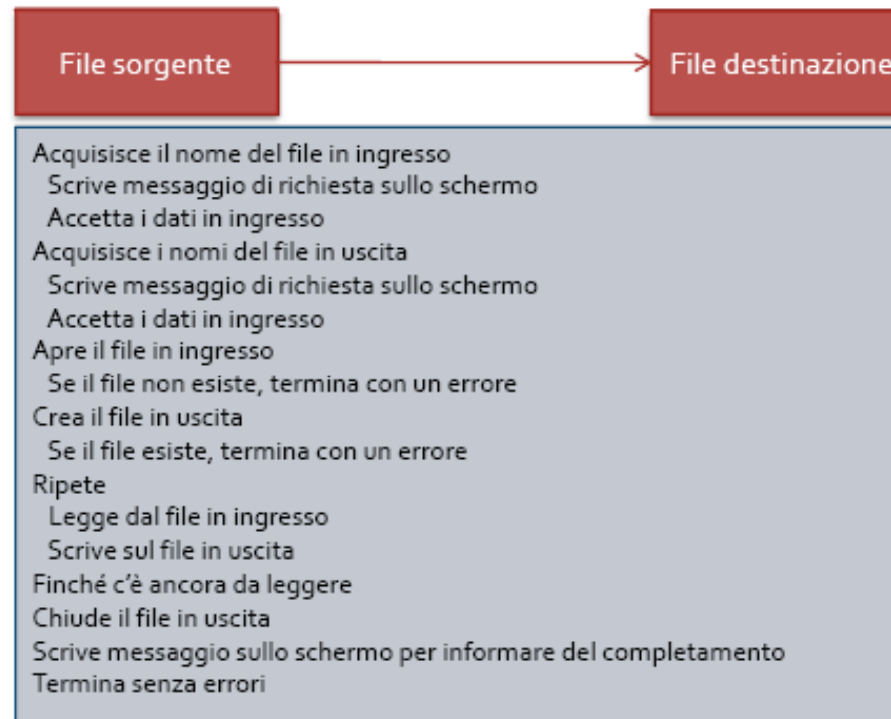 File sorgente
File destinazione
Acquisisce il nome del file in ingresso
Scrive messaggio di richiesta sullo schermo
Accetta i dati in ingresso
Acquisisce i nomi del file in uscita
Scrive messaggio di richiesta sullo schermo
Accetta i dati in ingresso
Apre il file in ingresso
Se il file non esiste, termina con un errore
Crea il file in uscita
Se il file esiste, termina con un errore
Ripete
Legge dal file in ingresso
Scrive sul file in uscita
Finché c'è ancora da leggere
Chiude il file in uscita
Scrive messaggio sullo schermo per informare del completamento
Termina senza errori